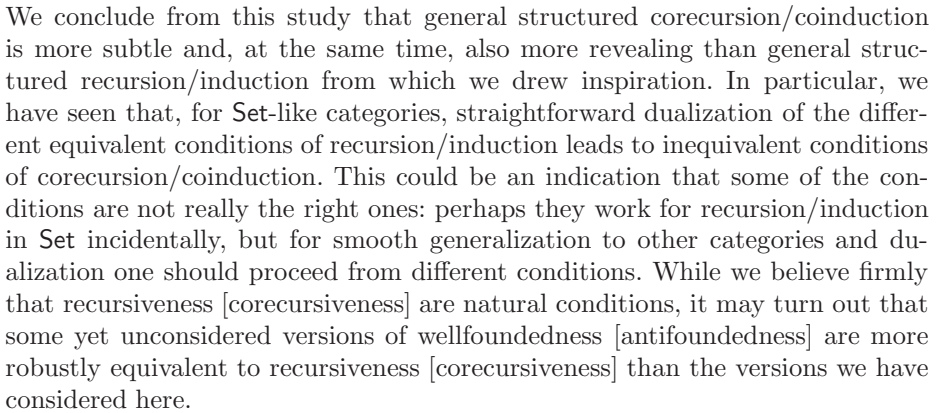 We conclude from this study that general structured corecursion/coinduction
is more subtle and, at the same time, also more revealing than general struc-
tured recursion/induction from which we drew inspiration. In particular, we
have seen that, for Set-like categories, straightforward dualization of the differ-
ent equivalent conditions of recursion/induction leads to inequivalent conditions
of corecursion/coinduction. This could be an indication that some of the con-
ditions are not really the right ones: perhaps they work for recursion/induction
in Set incidentally, but for smooth generalization to other categories and du-
alization one should proceed from different conditions. While we believe firmly
that recursiveness [corecursiveness] are natural conditions, it may turn out that
some yet unconsidered versions of wellfoundedness [antifoundedness] are more
robustly equivalent to recursiveness [corecursiveness] than the versions we have
considered here.